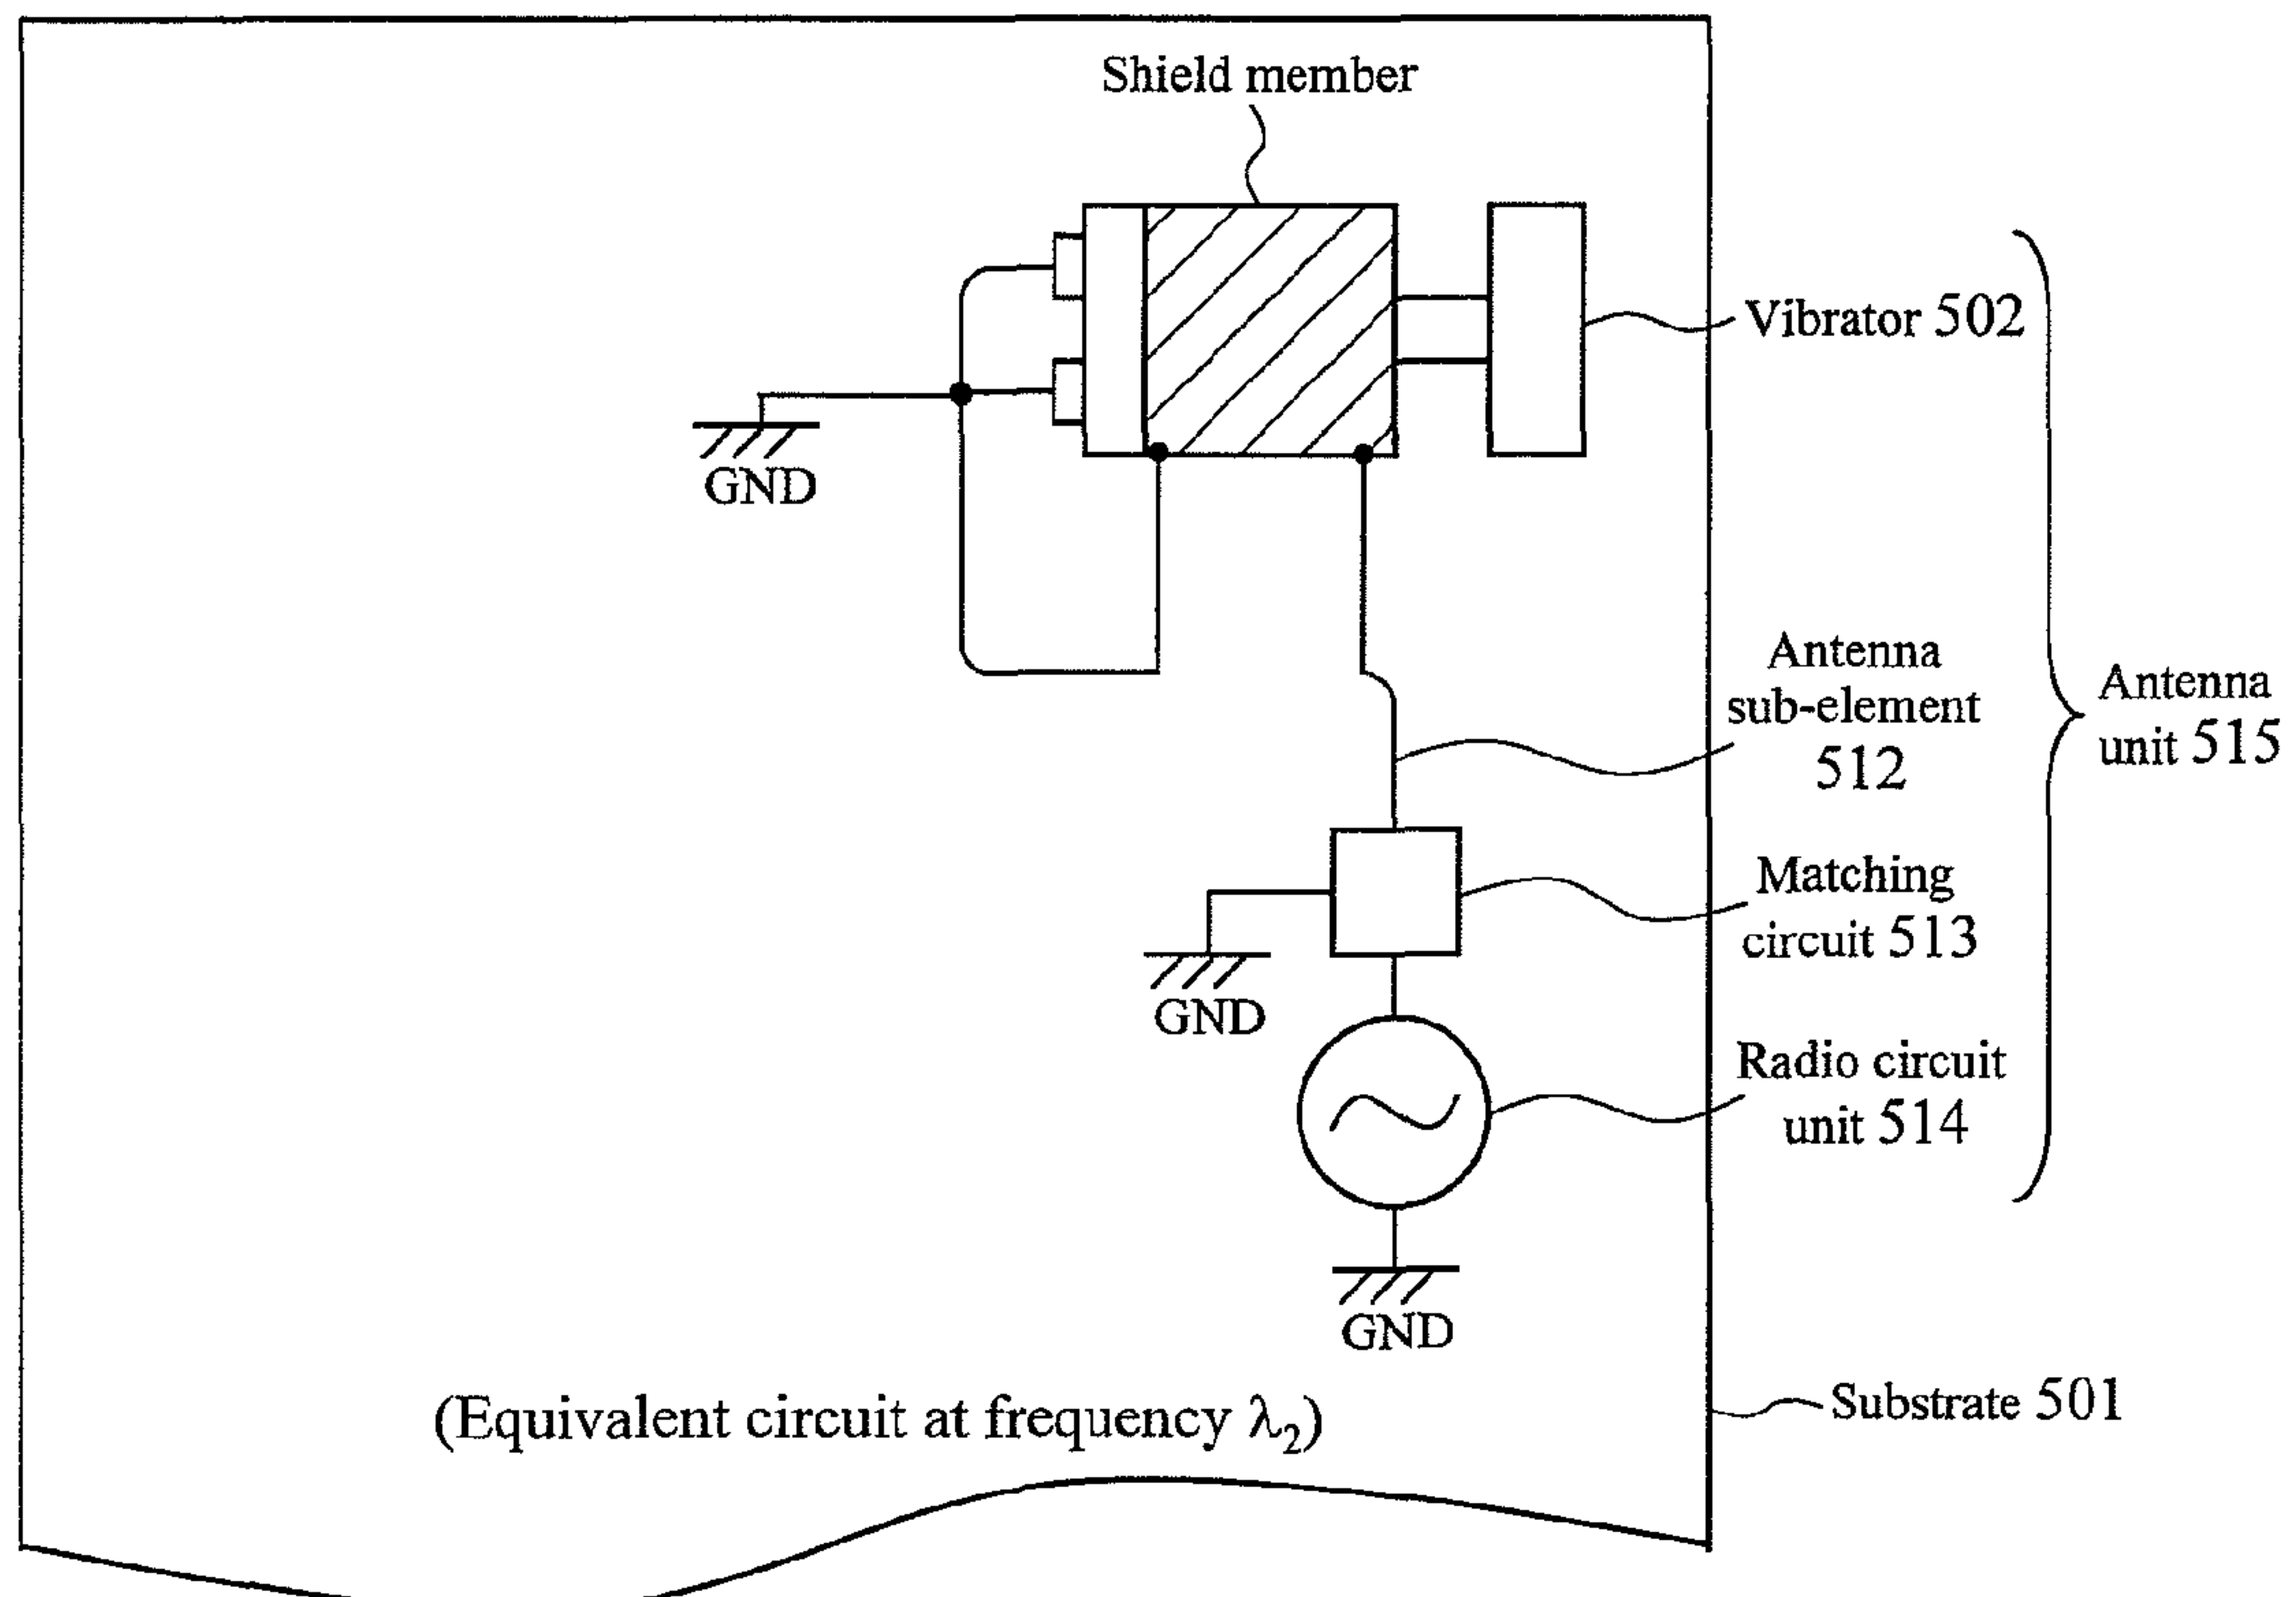 Shield member
Vibrator 502
GND
Antenna
sub-element
512
Antenna
unit 515
Matching
circuit 513
GND
Radio circuit
unit 514
GND
Substrate 501
(Equivalent circuit at frequency λ₂)